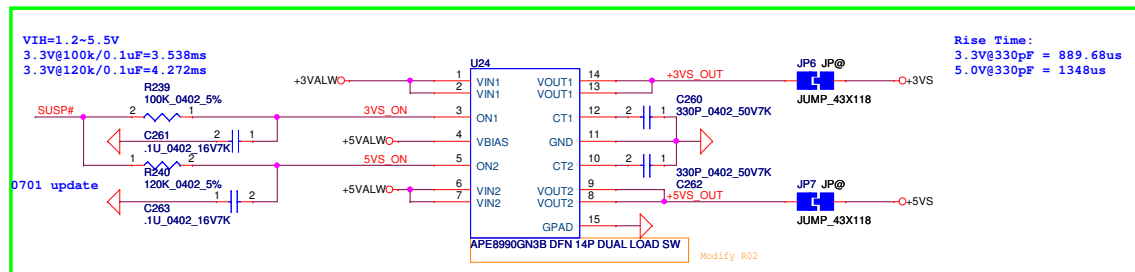 VIH=1.2~5.5V
3.3V@100k/0.1uF=3.538ms
3.3V@120k/0.1uF=4.272ms
Rise Time:
3.3V@330pF = 889.68us
5.0V@330pF = 1348us
U24
+3VALW
1 VIN1
2 VIN1
3 ON1
4 VBIAS
5 ON2
6 VIN2
7 VIN2
VOUT1 14
VOUT1 13
CT1 12
GND 11
CT2 10
VOUT2 9
VOUT2 8
GPAD 15
APE8990GN3B DFN 14P DUAL LOAD SW
Modify R02
SUSP#
R239
100K_0402_5%
2 1
3VS_ON
C261
2 1
.1U_0402_16V7K
+5VALW
1 2
5VS_ON
R240
120K_0402_5%
0701 update
1 2
C263
.1U_0402_16V7K
+5VALW
+3VS_OUT
JP6 JP@
+3VS
JUMP_43X118
C260
330P_0402_50V7K
2 1
2 1
330P_0402_50V7K
C262
+5VS_OUT
JP7 JP@
+5VS
JUMP_43X118